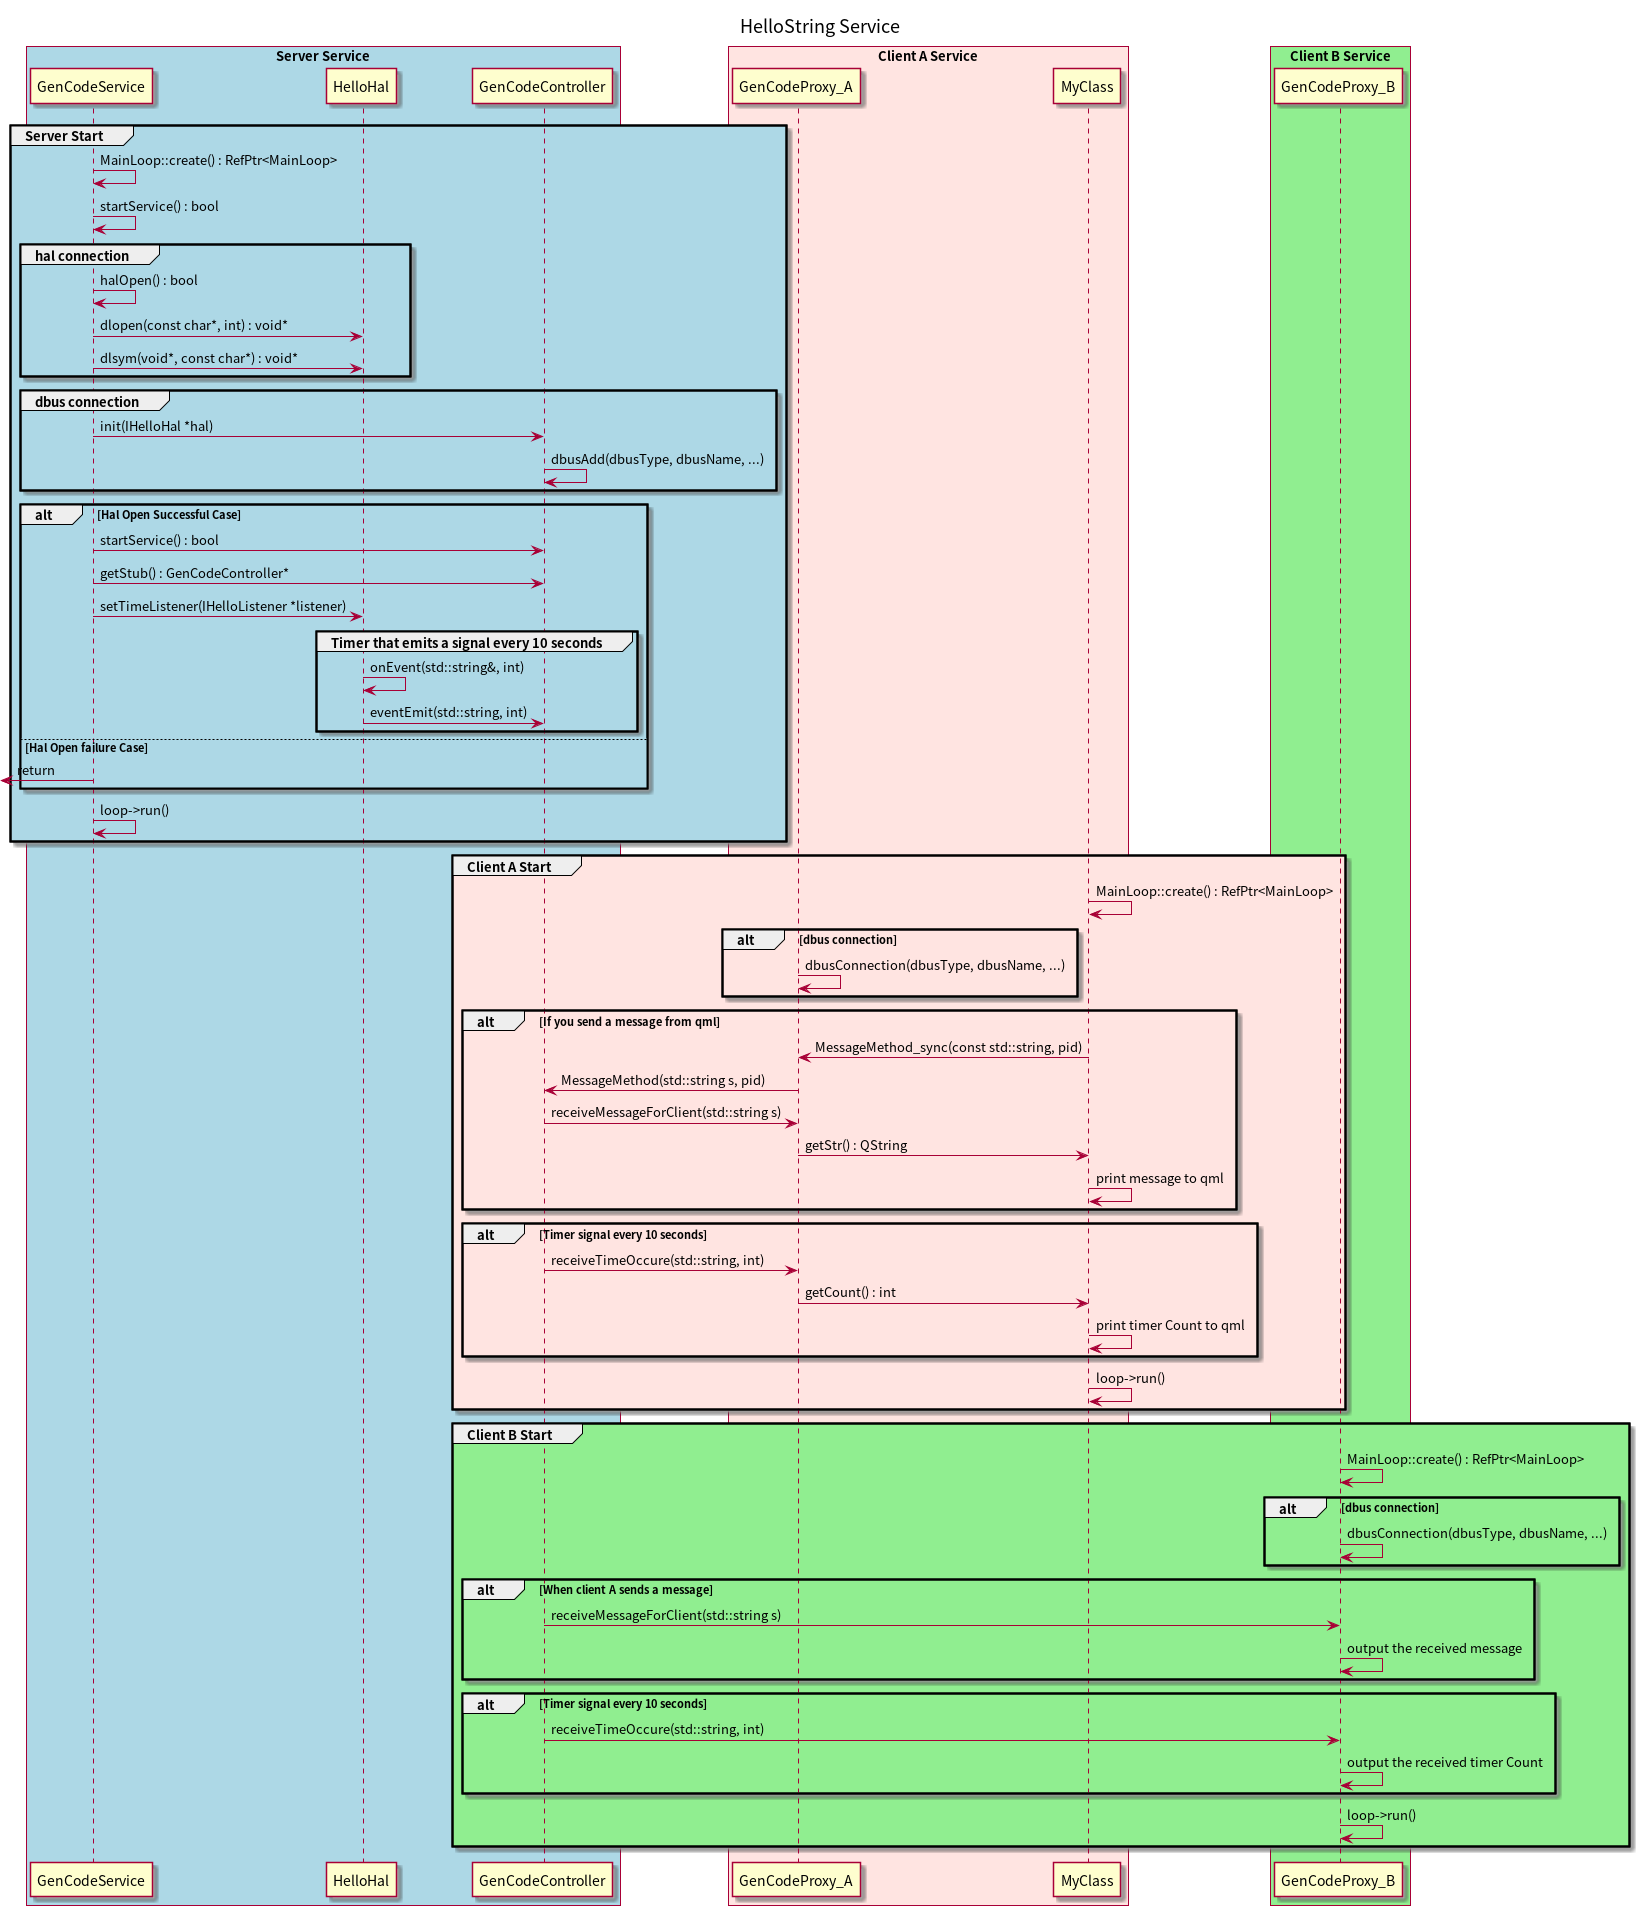 HelloString Service
Server Service
Client A Service
Client B Service
GenCodeService
HelloHal
GenCodeController
GenCodeProxy_A
MyClass
GenCodeProxy_B
Server Start
MainLoop::create() : RefPtr<MainLoop>
startService() : bool
hal connection
halOpen() : bool
dlopen(const char*, int) : void*
dlsym(void*, const char*) : void*
dbus connection
init(IHelloHal *hal)
dbusAdd(dbusType, dbusName, ...)
alt [Hal Open Successful Case]
startService() : bool
getStub() : GenCodeController*
setTimeListener(IHelloListener *listener)
Timer that emits a signal every 10 seconds
onEvent(std::string&, int)
eventEmit(std::string, int)
[Hal Open failure Case]
return
loop->run()
Client A Start
MainLoop::create() : RefPtr<MainLoop>
alt [dbus connection]
dbusConnection(dbusType, dbusName, ...)
alt [If you send a message from qml]
MessageMethod_sync(const std::string, pid)
MessageMethod(std::string s, pid)
receiveMessageForClient(std::string s)
getStr() : QString
print message to qml
alt [Timer signal every 10 seconds]
receiveTimeOccure(std::string, int)
getCount() : int
print timer Count to qml
loop->run()
Client B Start
MainLoop::create() : RefPtr<MainLoop>
alt [dbus connection]
dbusConnection(dbusType, dbusName, ...)
alt [When client A sends a message]
receiveMessageForClient(std::string s)
output the received message
alt [Timer signal every 10 seconds]
receiveTimeOccure(std::string, int)
output the received timer Count
loop->run()
GenCodeService
HelloHal
GenCodeController
GenCodeProxy_A
MyClass
GenCodeProxy_B